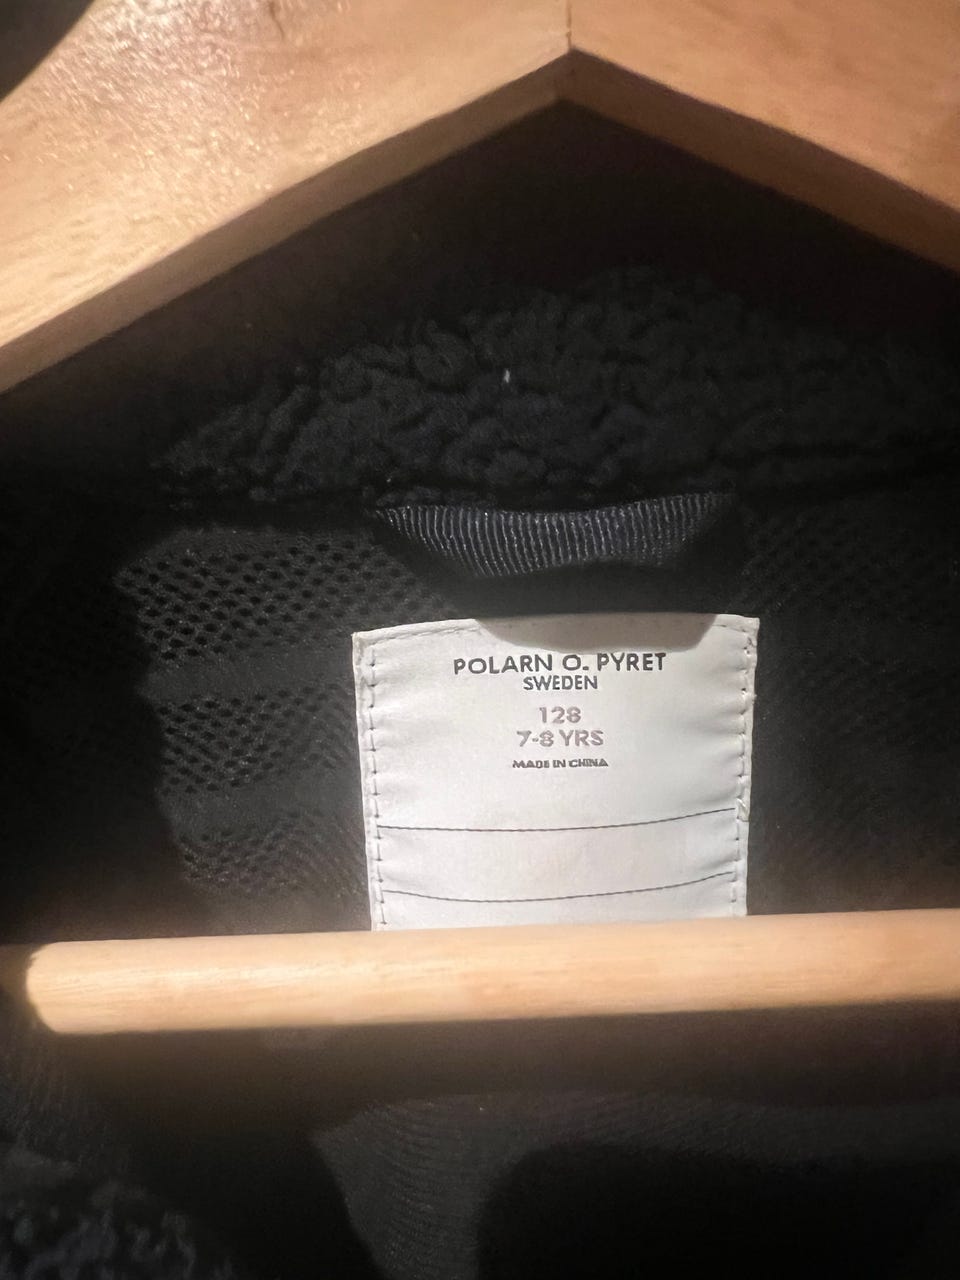 POLARN O. PYRET
SWEDEN
128
7-8 YRS
MADE IN CHINA